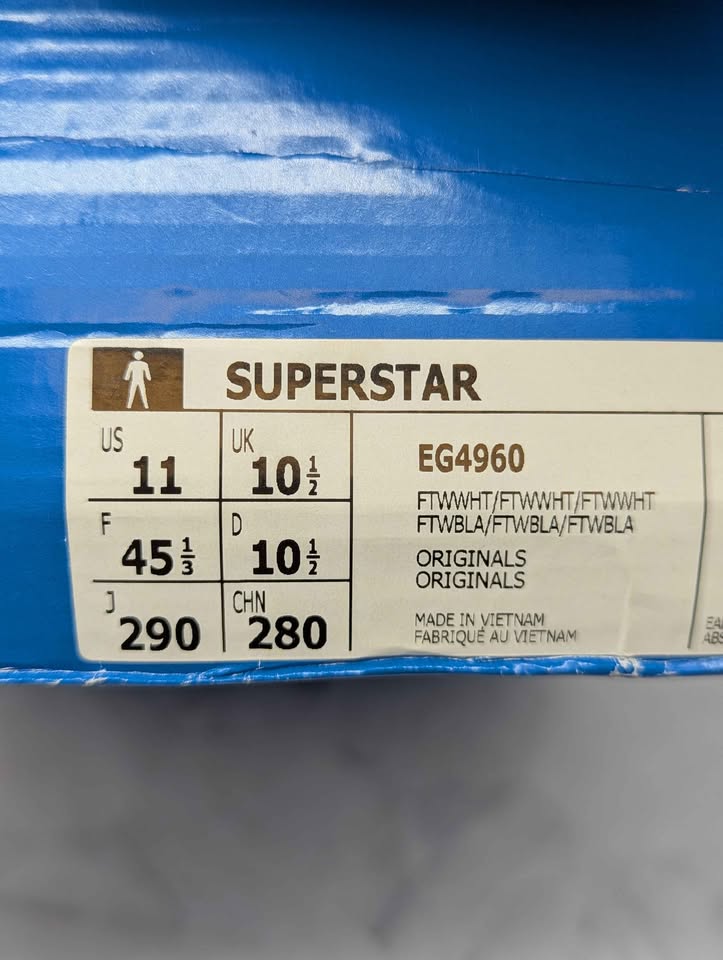 SUPERSTAR
US 11
UK 10 1/2
F 45 1/3
D 10 1/2
J 290
CHN 280
EG4960
FTWWHT/FTWWHT/FTWWHT
FTWBLA/FTWBLA/FTWBLA
ORIGINALS
ORIGINALS
MADE IN VIETNAM
FABRIQUÉ AU VIETNAM